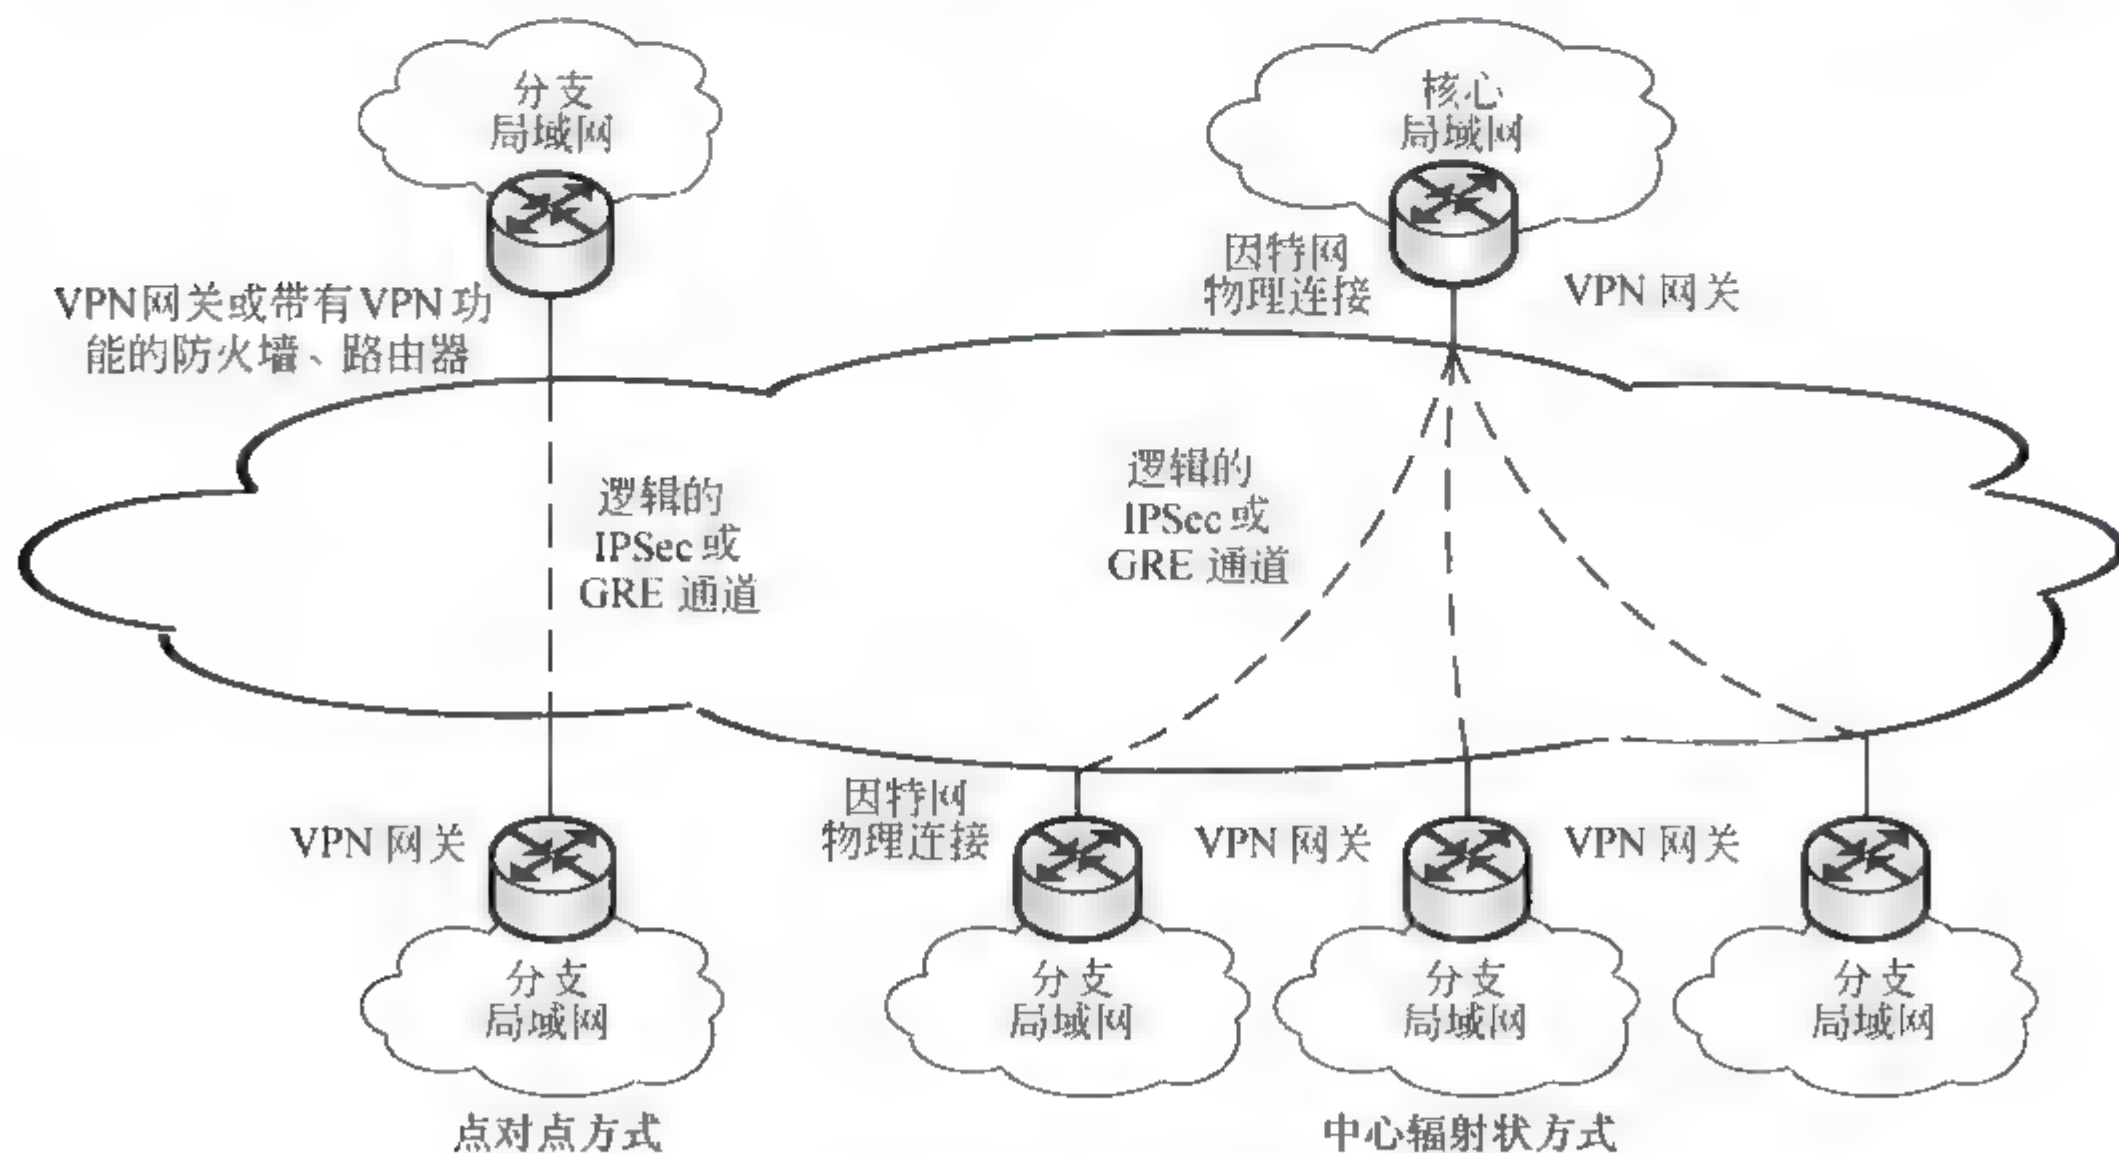 分支
局域网
核心
局域网
VPN网关或带有VPN功
能的防火墙、路由器
因特网
物理连接
VPN 网关
逻辑的
IPSec 或
GRE 通道
逻辑的
IPSec 或
GRE 通道
VPN 网关
因特网
物理连接
VPN 网关
VPN 网关
分支
局域网
分支
局域网
分支
局域网
分支
局域网
点对点方式
中心辐射状方式